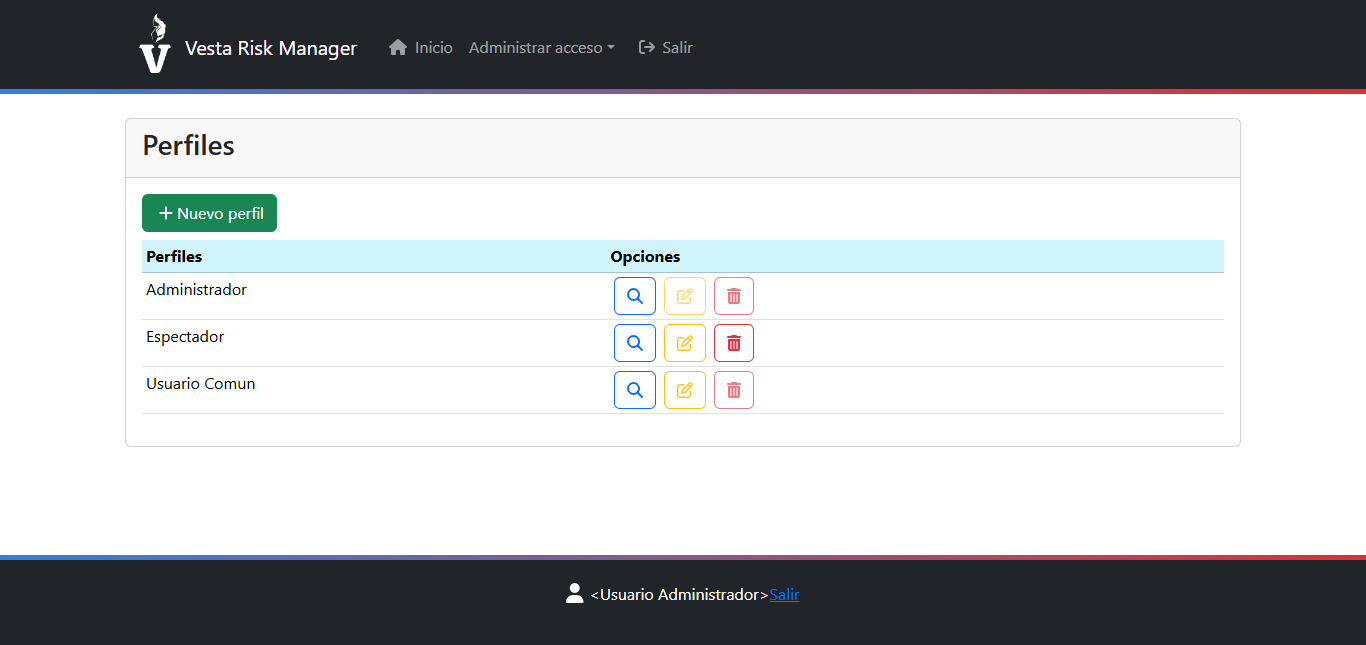 Vesta Risk Manager Inicio Administrar acceso Salir
Perfiles
Nuevo perfil
Perfiles Opciones
Administrador
Espectador
Usuario Comun
<Usuario Administrador>Salir